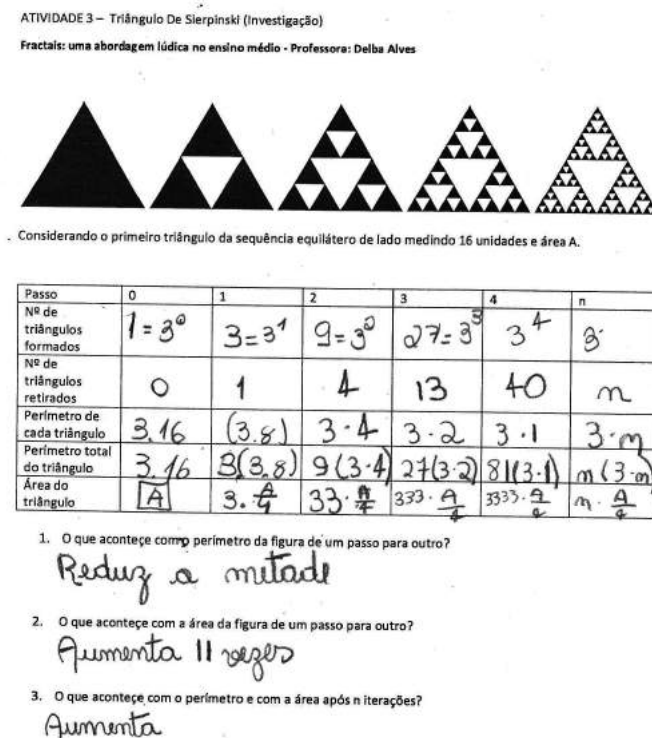 ATIVIDADE 3 – Triângulo De Sierpinski (Investigação)
Fractais: uma abordagem lúdica no ensino médio - Professora: Delba Alves
. Considerando o primeiro triângulo da sequência equilátero de lado medindo 16 unidades e área A.
Passo 0 1 2 3 4 n
Nº de triângulos formados 1 = 3⁰ 3 = 3¹ 9 = 3⁰ 27 = 3³ 3⁴ 3
Nº de triângulos retirados 0 1 4 13 40 n
Perímetro de cada triângulo 3.16 (3.8) 3·4 3·2 3·1 3·n
Perímetro total do triângulo 3.16 3(3.8) 9(3·4) 27(3·2) 81(3·1) n(3·n)
Área do triângulo A 3·A/4 33·A/4 333·A/4 3333·A/4 n·A/4
1. O que aconteçe com o perímetro da figura de um passo para outro?
Reduz a metade
2. O que aconteçe com a área da figura de um passo para outro?
Aumenta 11 vezes
3. O que aconteçe com o perímetro e com a área após n iterações?
Aumenta